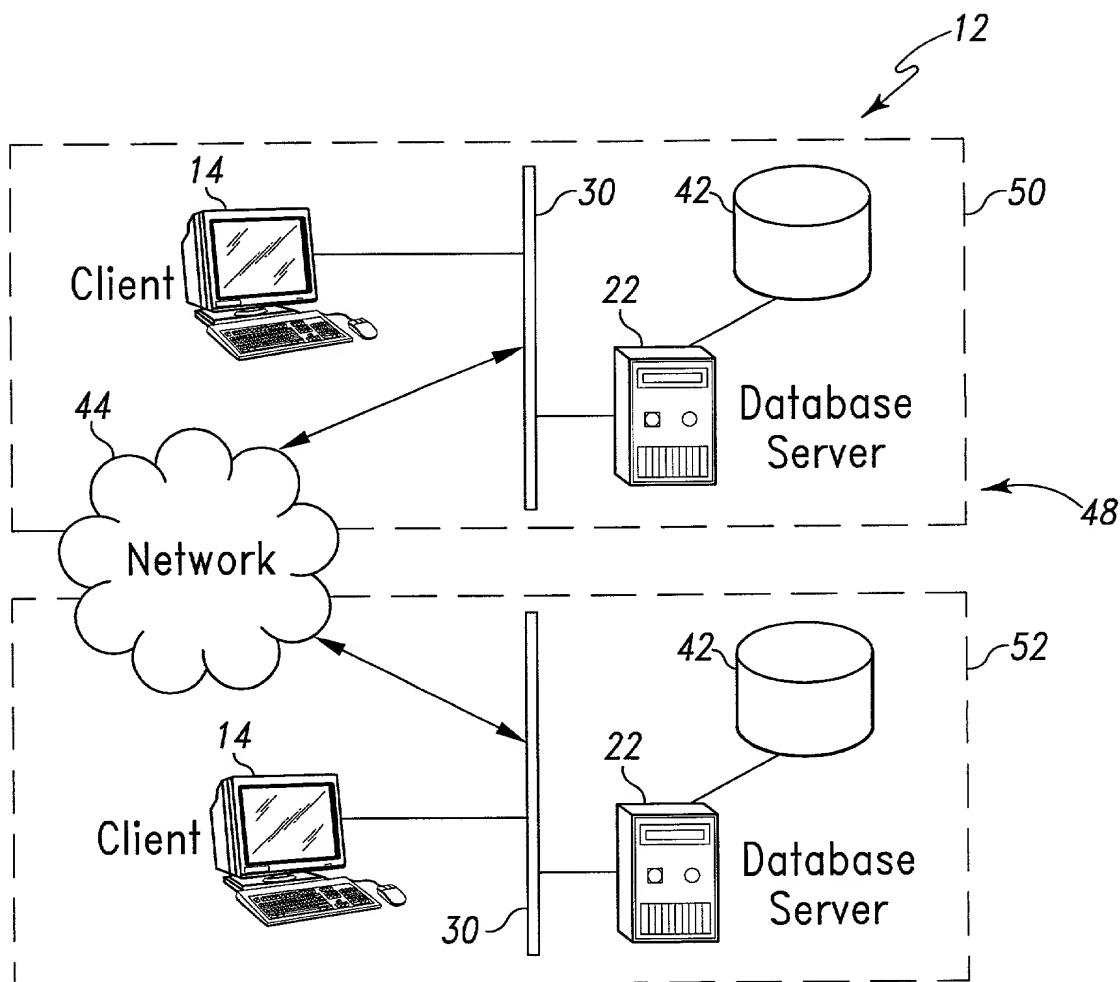 12
14
30
42
50
Client
22
Database
Server
44
48
Network
42
52
14
22
Client
Database
Server
30